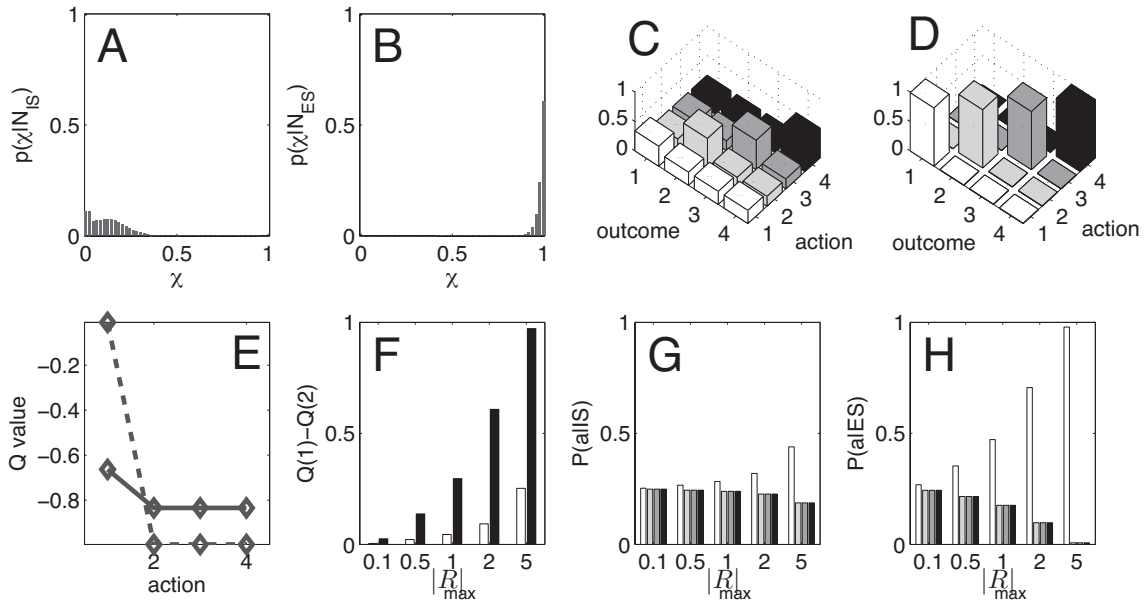 A
1
0.5
0
p(χ|N_IS)
0
0.5
1
χ
B
1
0.5
0
p(χ|N_ES)
0
0.5
1
χ
C
1
0.5
0
1
2
3
4
outcome
1
2
3
4
action
D
1
0.5
0
1
2
3
4
outcome
1
2
3
4
action
E
−0.2
−0.4
−0.6
−0.8
Q value
2
4
action
F
1
0.5
0
Q(1)−Q(2)
0.1 0.5 1 2 5
|R|max
G
1
0.5
0
P(a|IS)
0.1 0.5 1 2 5
|R|max
H
1
0.5
0
P(a|ES)
0.1 0.5 1 2 5
|R|max